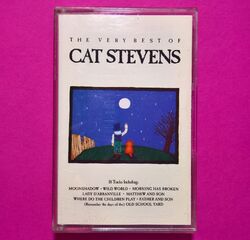 THE VERY BEST OF
CAT STEVENS
18 Tracks Including:
MOONSHADOW • WILD WORLD • MORNING HAS BROKEN
LADY D'ARBANVILLE • MATTHEW AND SON
WHERE DO THE CHILDREN PLAY • FATHER AND SON
(Remember the days of the) OLD SCHOOL YARD